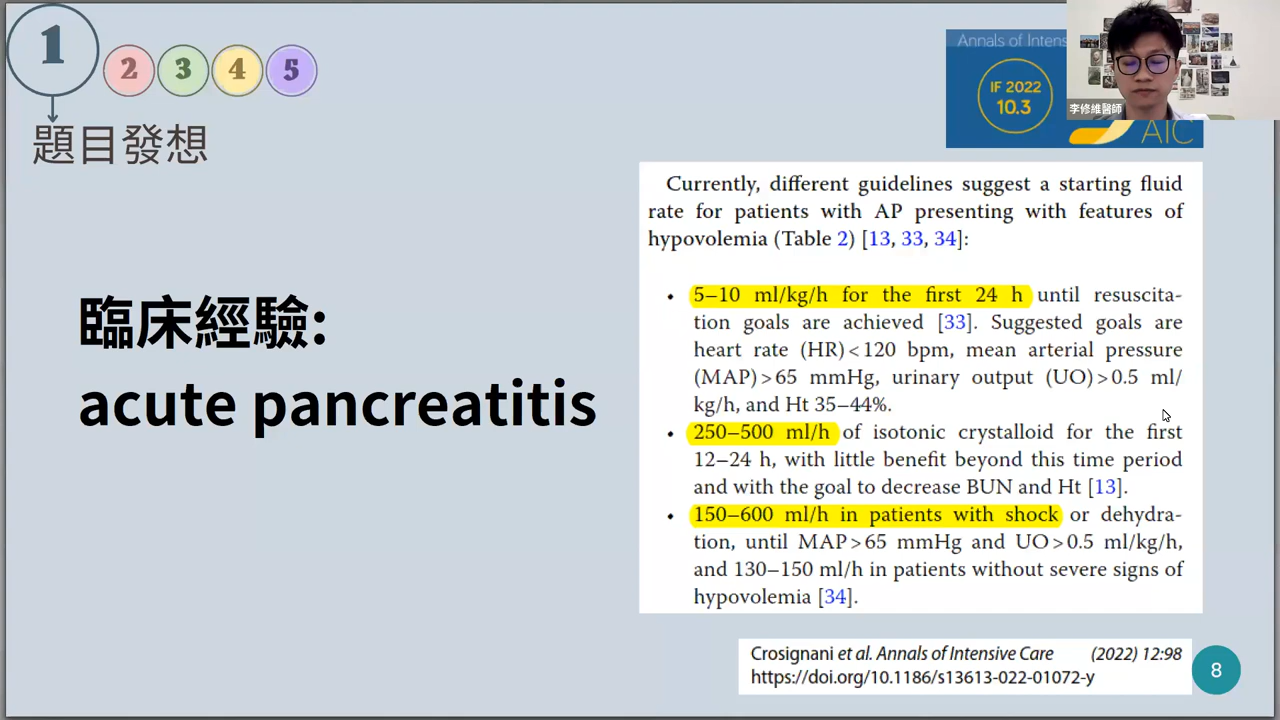 1
2 3 4 5
題目發想
Annals of Intens
IF 2022
10.3
AIC
李修維醫師
臨床經驗:
acute pancreatitis
Currently, different guidelines suggest a starting fluid
rate for patients with AP presenting with features of
hypovolemia (Table 2) [13, 33, 34]:
• 5–10 ml/kg/h for the first 24 h until resuscita-
tion goals are achieved [33]. Suggested goals are
heart rate (HR) < 120 bpm, mean arterial pressure
(MAP) > 65 mmHg, urinary output (UO) > 0.5 ml/
kg/h, and Ht 35–44%.
• 250–500 ml/h of isotonic crystalloid for the first
12–24 h, with little benefit beyond this time period
and with the goal to decrease BUN and Ht [13].
• 150–600 ml/h in patients with shock or dehydra-
tion, until MAP > 65 mmHg and UO > 0.5 ml/kg/h,
and 130–150 ml/h in patients without severe signs of
hypovolemia [34].
Crosignani et al. Annals of Intensive Care (2022) 12:98
https://doi.org/10.1186/s13613-022-01072-y
8